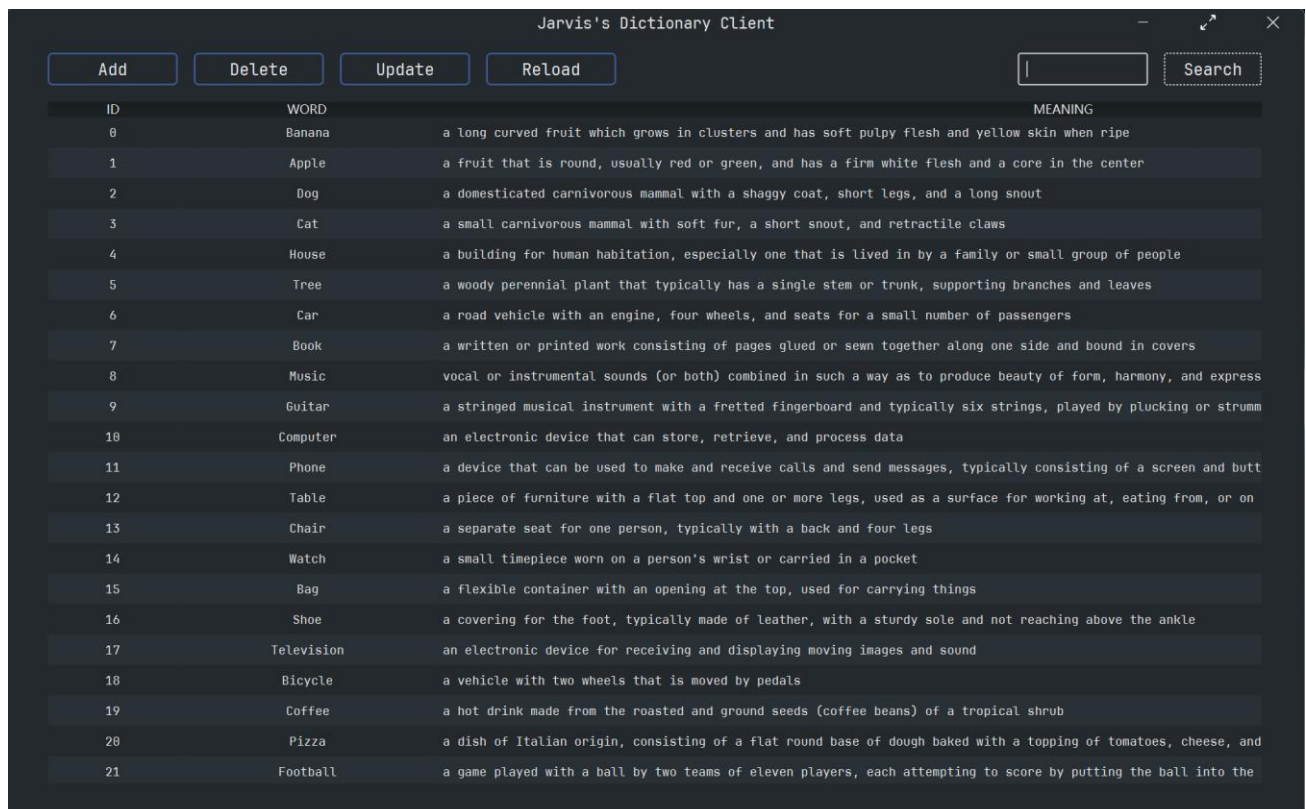 Jarvis's Dictionary Client
Add Delete Update Reload Search
ID WORD MEANING
0 Banana a long curved fruit which grows in clusters and has soft pulpy flesh and yellow skin when ripe
1 Apple a fruit that is round, usually red or green, and has a firm white flesh and a core in the center
2 Dog a domesticated carnivorous mammal with a shaggy coat, short legs, and a long snout
3 Cat a small carnivorous mammal with soft fur, a short snout, and retractile claws
4 House a building for human habitation, especially one that is lived in by a family or small group of people
5 Tree a woody perennial plant that typically has a single stem or trunk, supporting branches and leaves
6 Car a road vehicle with an engine, four wheels, and seats for a small number of passengers
7 Book a written or printed work consisting of pages glued or sewn together along one side and bound in covers
8 Music vocal or instrumental sounds (or both) combined in such a way as to produce beauty of form, harmony, and express
9 Guitar a stringed musical instrument with a fretted fingerboard and typically six strings, played by plucking or strumm
10 Computer an electronic device that can store, retrieve, and process data
11 Phone a device that can be used to make and receive calls and send messages, typically consisting of a screen and butt
12 Table a piece of furniture with a flat top and one or more legs, used as a surface for working at, eating from, or on
13 Chair a separate seat for one person, typically with a back and four legs
14 Watch a small timepiece worn on a person's wrist or carried in a pocket
15 Bag a flexible container with an opening at the top, used for carrying things
16 Shoe a covering for the foot, typically made of leather, with a sturdy sole and not reaching above the ankle
17 Television an electronic device for receiving and displaying moving images and sound
18 Bicycle a vehicle with two wheels that is moved by pedals
19 Coffee a hot drink made from the roasted and ground seeds (coffee beans) of a tropical shrub
20 Pizza a dish of Italian origin, consisting of a flat round base of dough baked with a topping of tomatoes, cheese, and
21 Football a game played with a ball by two teams of eleven players, each attempting to score by putting the ball into the